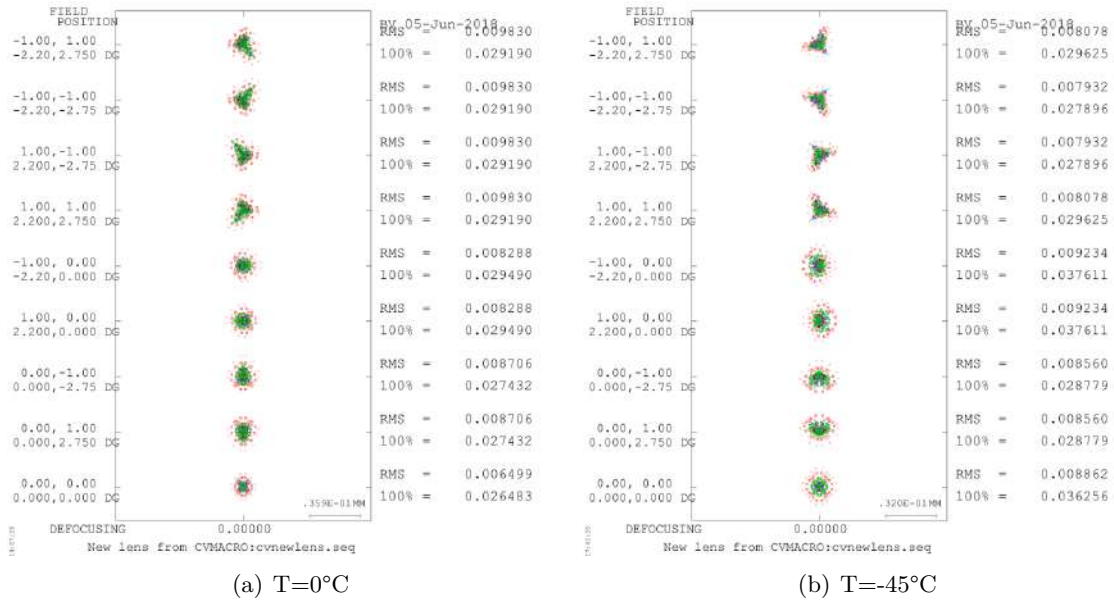 FIELD
POSITION
BV 05-Jun-2018
-1.00, 1.00
-2.20, 2.750 DG
RMS = 0.009830
100% = 0.029190
-1.00,-1.00
-2.20,-2.75 DG
RMS = 0.009830
100% = 0.029190
1.00,-1.00
2.200,-2.75 DG
RMS = 0.009830
100% = 0.029190
1.00, 1.00
2.200,2.750 DG
RMS = 0.009830
100% = 0.029190
-1.00, 0.00
-2.20,0.000 DG
RMS = 0.008288
100% = 0.029490
1.00, 0.00
2.200,0.000 DG
RMS = 0.008288
100% = 0.029490
0.00,-1.00
0.000,-2.75 DG
RMS = 0.008706
100% = 0.027432
0.00, 1.00
0.000,2.750 DG
RMS = 0.008706
100% = 0.027432
0.00, 0.00
0.000,0.000 DG
RMS = 0.006499
100% = 0.026483
.359E-01MM
DEFOCUSING 0.00000
New lens from CVMACRO:cvnewlens.seq
(a) T=0°C
FIELD
POSITION
BV 05-Jun-2018
-1.00, 1.00
-2.20,2.750 DG
RMS = 0.008078
100% = 0.029625
-1.00,-1.00
-2.20,-2.75 DG
RMS = 0.007932
100% = 0.027896
1.00,-1.00
2.200,-2.75 DG
RMS = 0.007932
100% = 0.027896
1.00, 1.00
2.200,2.750 DG
RMS = 0.008078
100% = 0.029625
-1.00, 0.00
-2.20,0.000 DG
RMS = 0.009234
100% = 0.037611
1.00, 0.00
2.200,0.000 DG
RMS = 0.009234
100% = 0.037611
0.00,-1.00
0.000,-2.75 DG
RMS = 0.008560
100% = 0.028779
0.00, 1.00
0.000,2.750 DG
RMS = 0.008560
100% = 0.028779
0.00, 0.00
0.000,0.000 DG
RMS = 0.008862
100% = 0.036256
.320E-01MM
DEFOCUSING 0.00000
New lens from CVMACRO:cvnewlens.seq
(b) T=-45°C